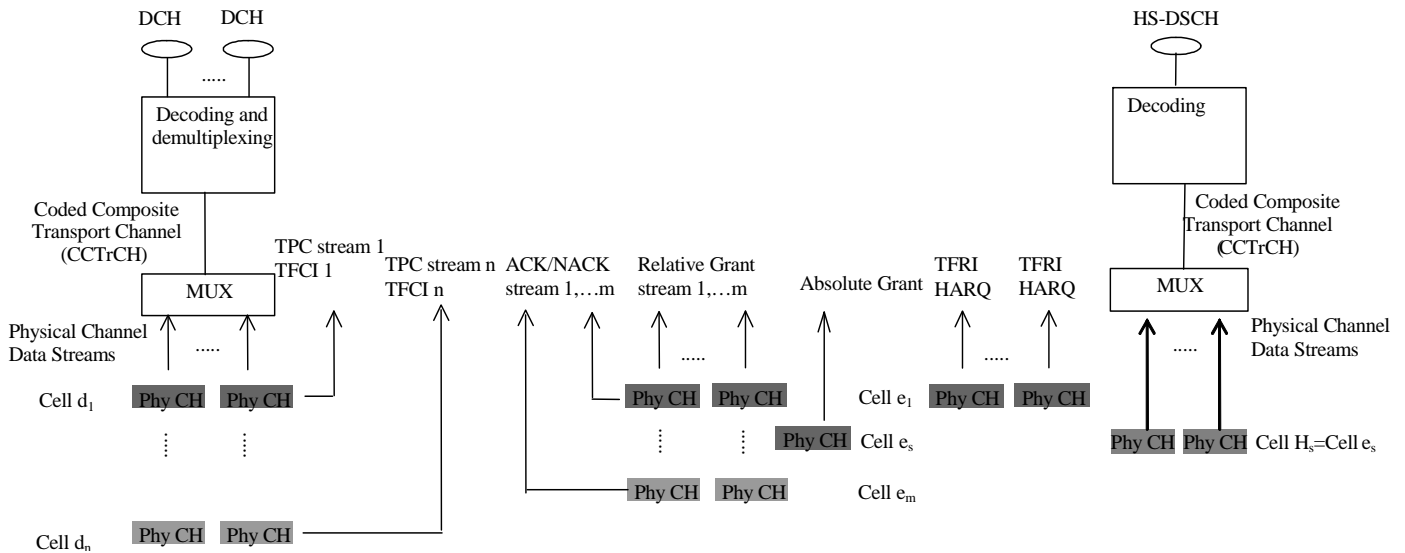 DCH DCH HS-DSCH
.....
Decoding and
demultiplexing
Decoding
Coded Composite
Transport Channel
(CCTrCH)
Coded Composite
Transport Channel
(CCTrCH)
TPC stream 1
TFCI 1
TPC stream n
TFCI n
ACK/NACK
stream 1,…m
Relative Grant
stream 1,…m
Absolute Grant
TFRI
HARQ
TFRI
HARQ
MUX
MUX
Physical Channel
Data Streams
.....
.....
.....
.....
Physical Channel
Data Streams
Cell d1 Phy CH Phy CH
Phy CH Phy CH Cell e1
Phy CH Phy CH
Phy CH Cell es
Phy CH Phy CH Cell Hs=Cell es
Phy CH Phy CH Cell em
Cell dn Phy CH Phy CH